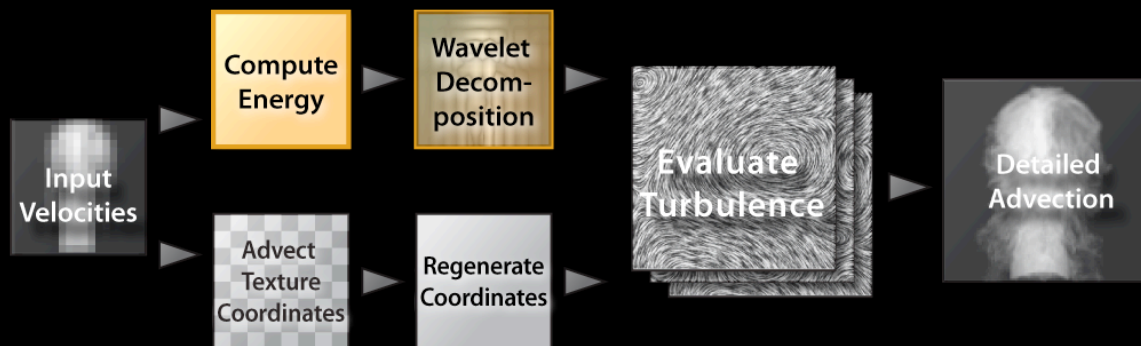 Input
Velocities
Compute
Energy
Wavelet
Decom-
position
Advect
Texture
Coordinates
Regenerate
Coordinates
Evaluate
Turbulence
Detailed
Advection